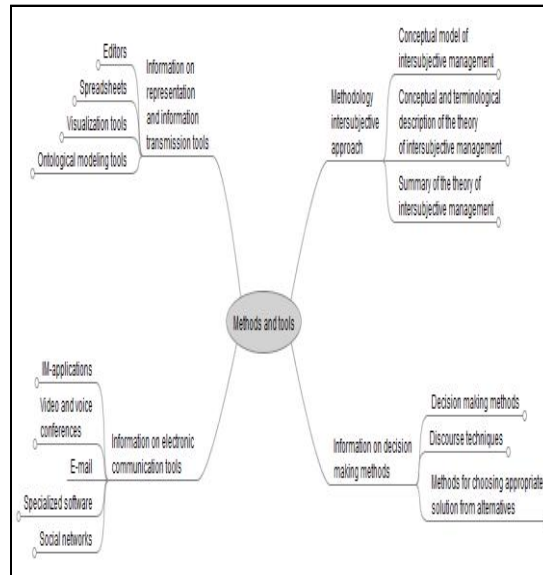 Editors
Spreadsheets
Visualization tools
Ontological modeling tools
Information on
representation
and information
transmission tools
Methodology
intersubjective
approach
Conceptual model of
intersubjective management
Conceptual and terminological
description of the theory
of intersubjective management
Summary of the theory of
intersubjective management
Methods and tools
IM-applications
Video and voice
conferences
E-mail
Specialized software
Social networks
Information on electronic
communication tools
Information on decision
making methods
Decision making methods
Discourse techniques
Methods for choosing appropriate
solution from alternatives